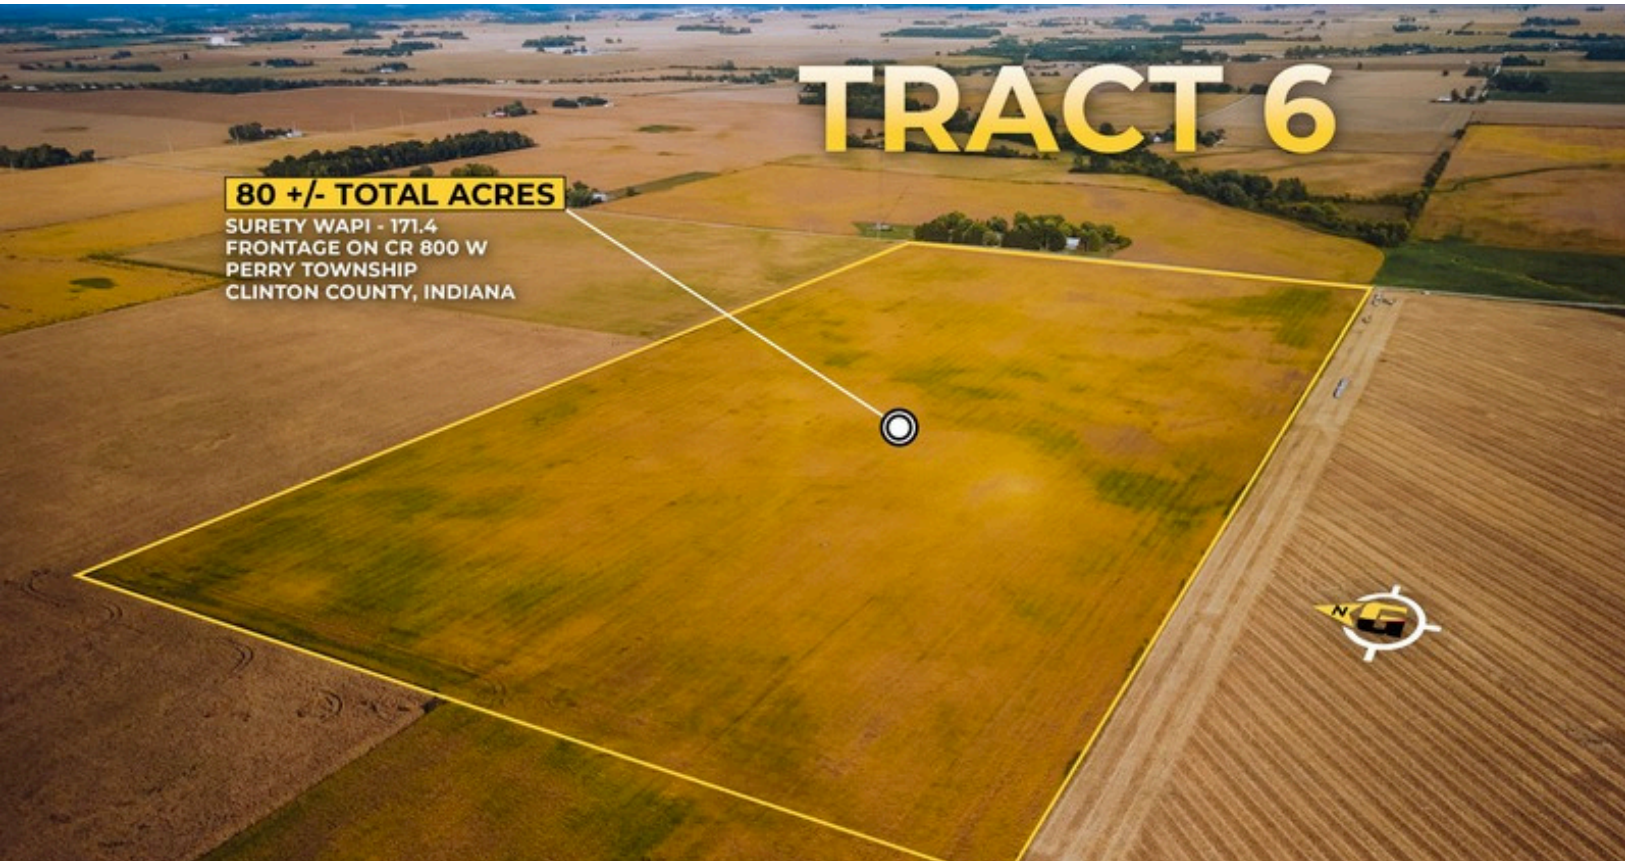 TRACT 6
80 +/- TOTAL ACRES
SURETY WAPI - 171.4
FRONTAGE ON CR 800 W
PERRY TOWNSHIP
CLINTON COUNTY, INDIANA
N G